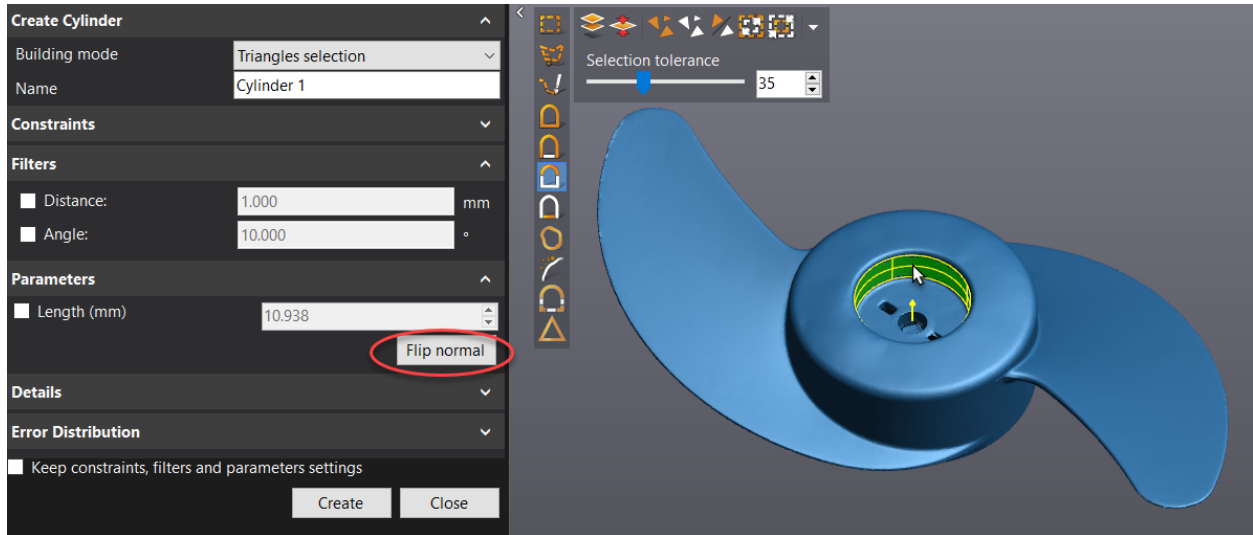 Create Cylinder
Building mode Triangles selection
Name Cylinder 1
Constraints
Filters
Distance: 1.000 mm
Angle: 10.000 °
Parameters
Length (mm) 10.938
Flip normal
Details
Error Distribution
Keep constraints, filters and parameters settings
Create Close
Selection tolerance
35